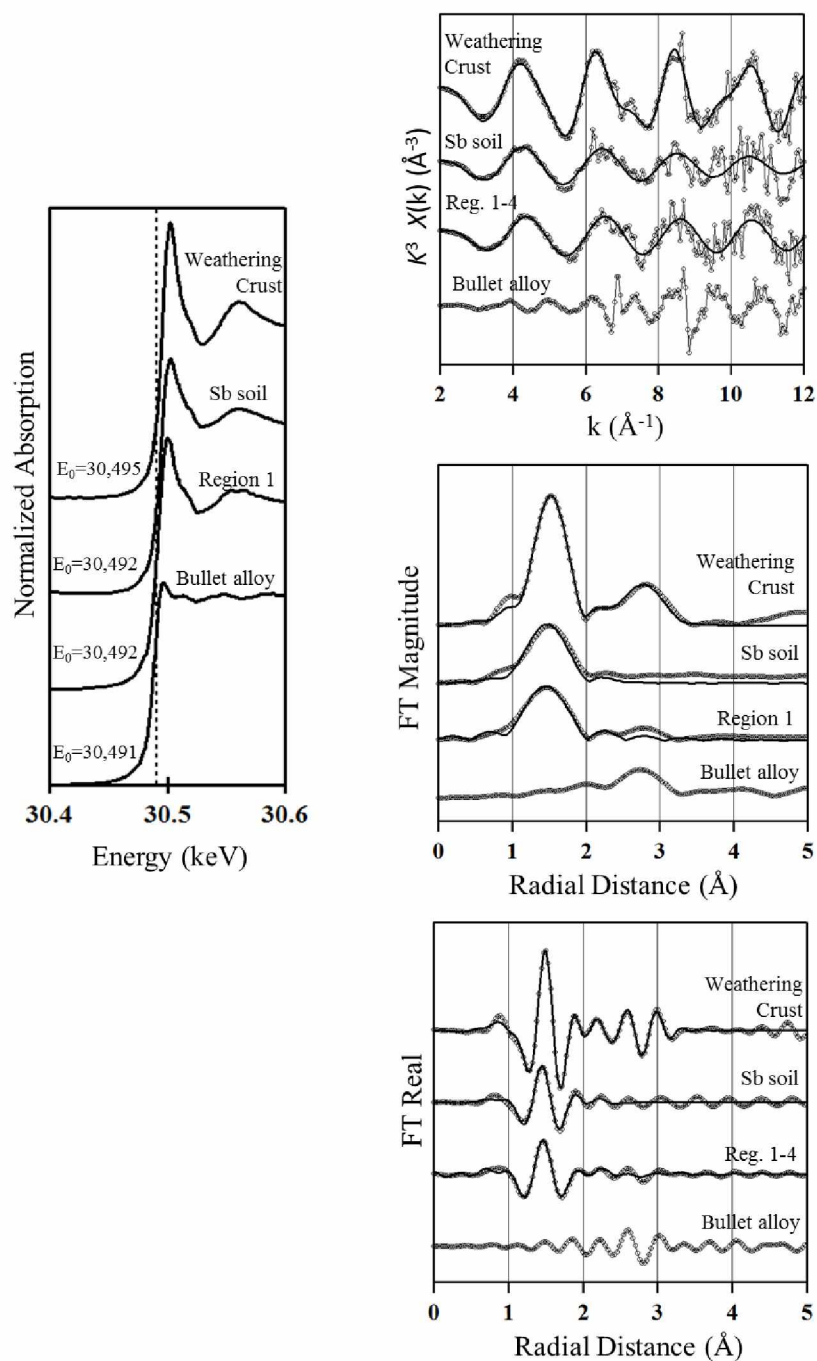 Weathering
Crust
Sb soil
Region 1
Bullet alloy
E₀=30,495
E₀=30,492
E₀=30,492
E₀=30,491
Normalized Absorption
30.4 30.5 30.6
Energy (keV)
Weathering
Crust
Sb soil
Reg. 1-4
Bullet alloy
K³ X(k) (Å⁻³)
2 4 6 8 10 12
k (Å⁻¹)
Weathering
Crust
Sb soil
Region 1
Bullet alloy
FT Magnitude
0 1 2 3 4 5
Radial Distance (Å)
Weathering
Crust
Sb soil
Reg. 1-4
Bullet alloy
FT Real
0 1 2 3 4 5
Radial Distance (Å)